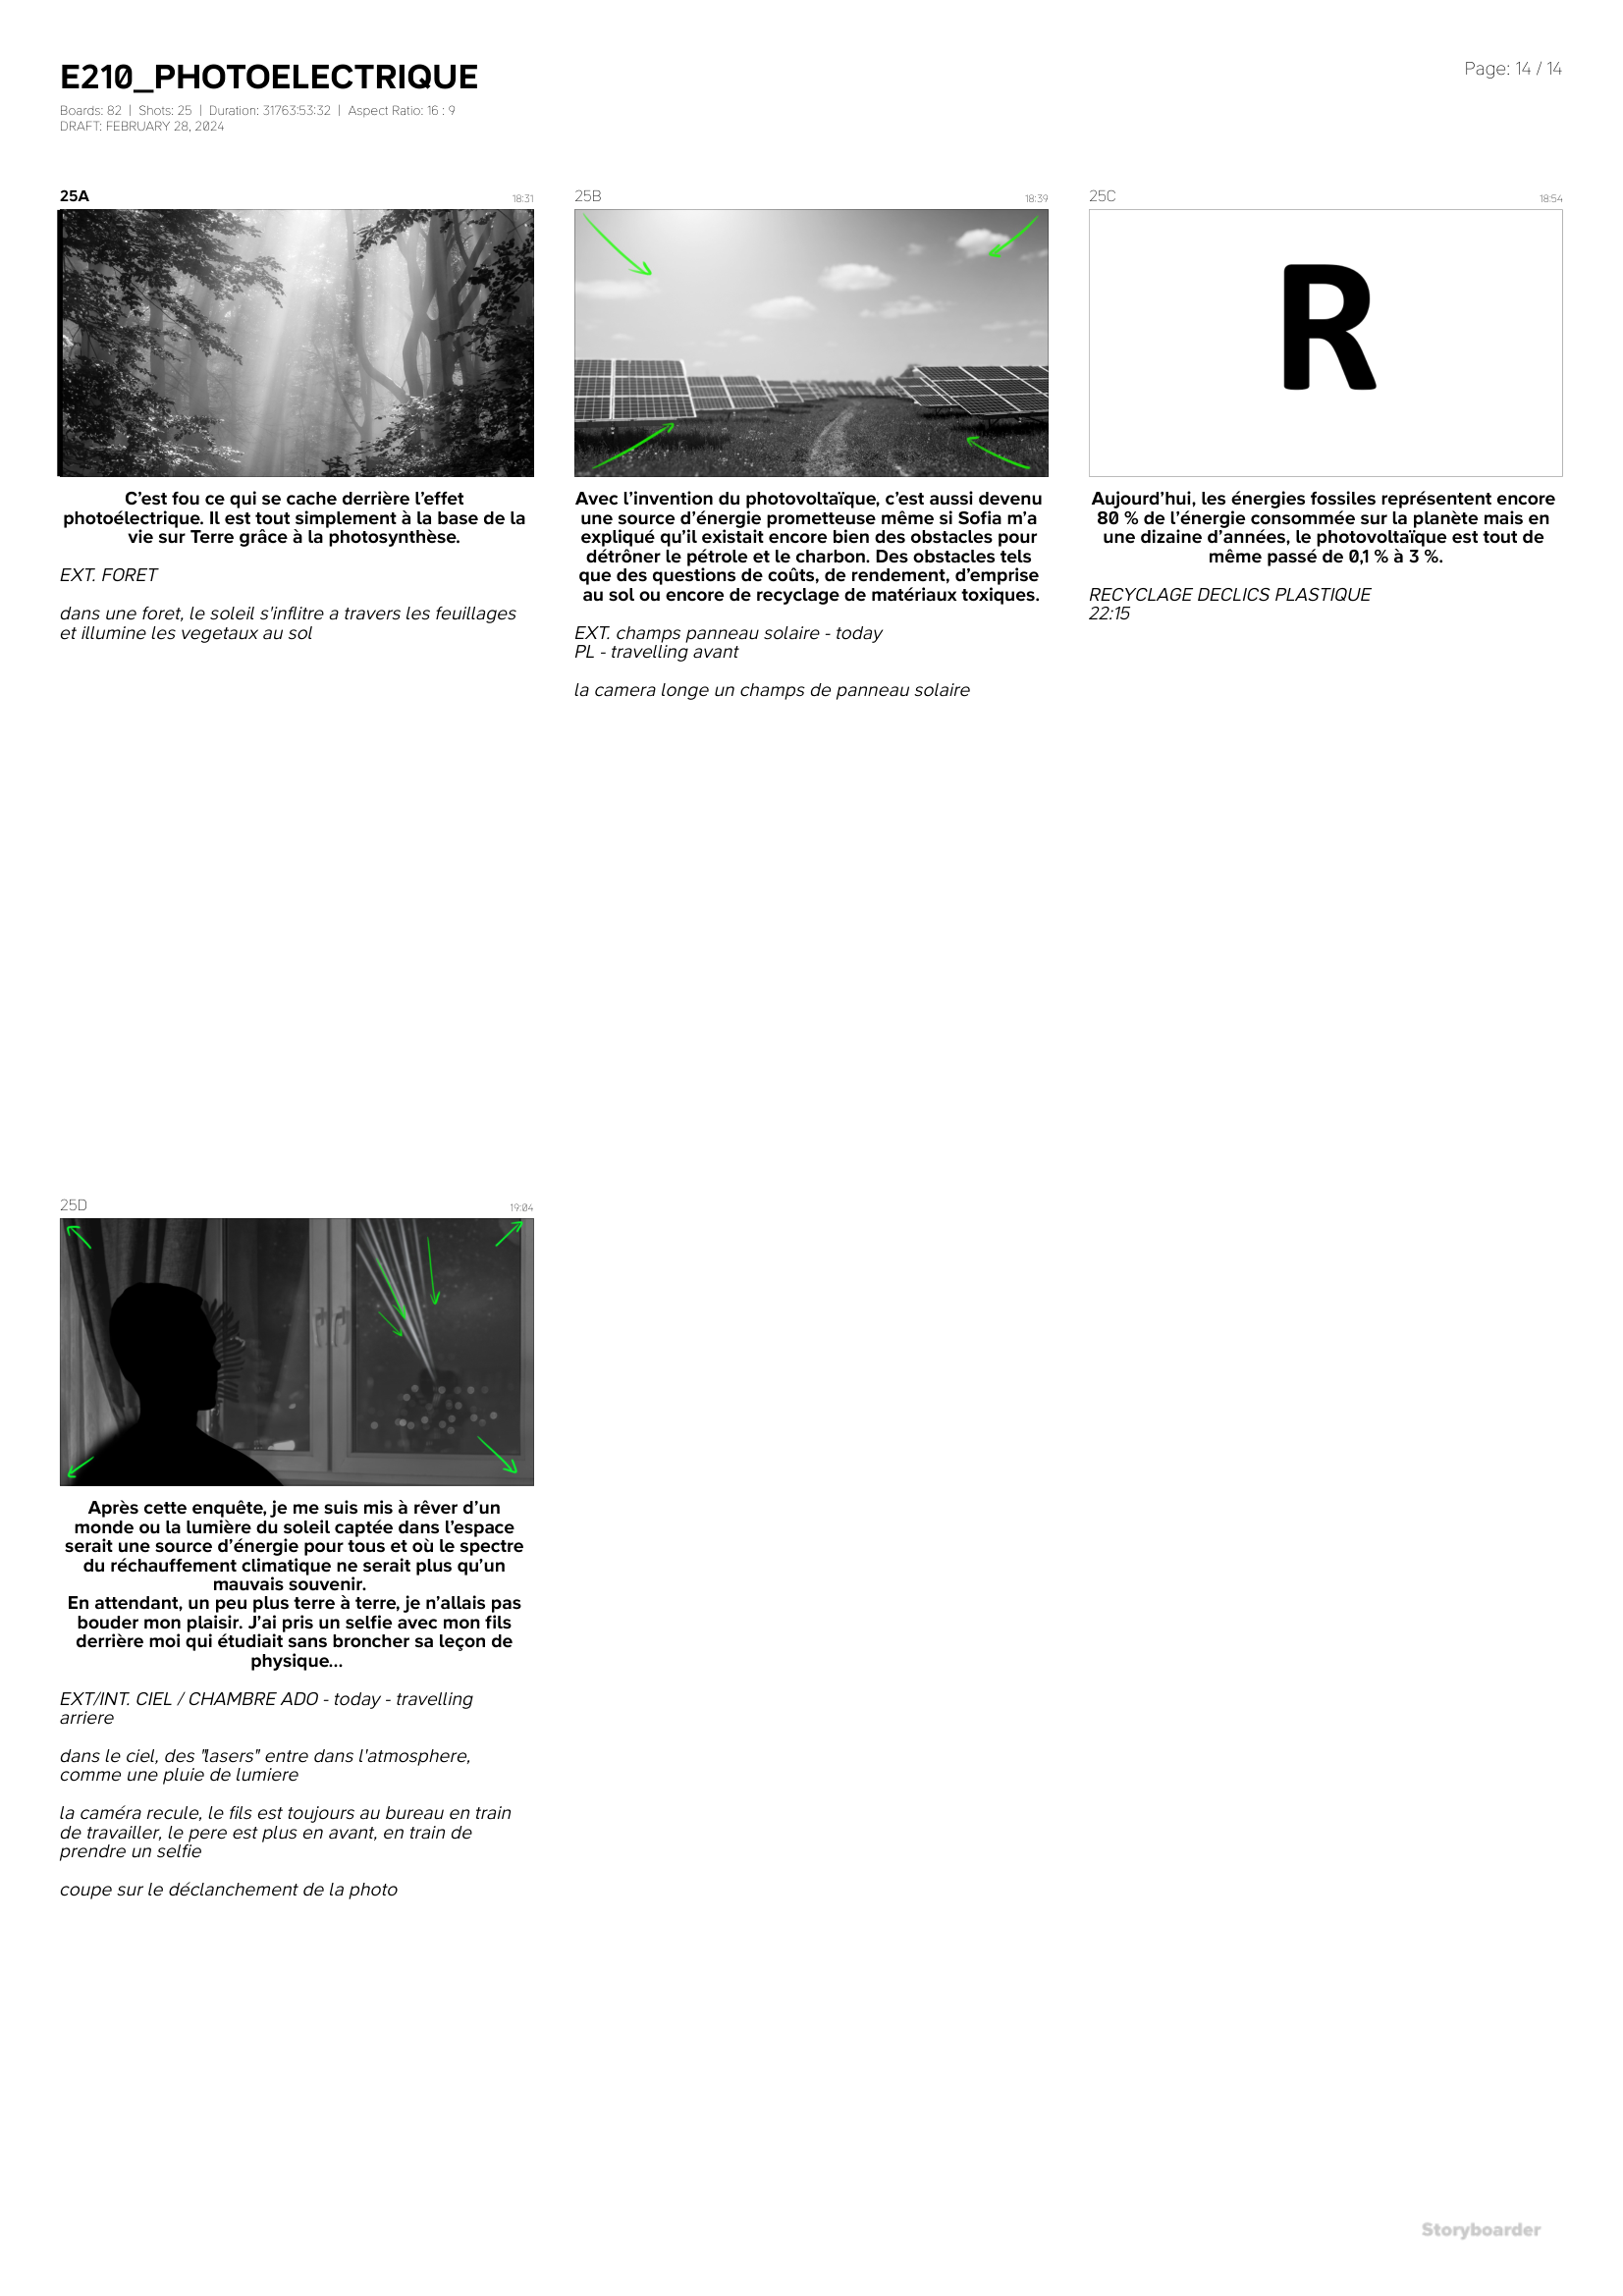 E210_PHOTOELECTRIQUE
Page: 14 / 14
Boards: 82 | Shots: 25 | Duration: 31763:53:32 | Aspect Ratio: 16 : 9
DRAFT: FEBRUARY 28, 2024
25A
18:31
C'est fou ce qui se cache derrière l'effet
photoélectrique. Il est tout simplement à la base de la
vie sur Terre grâce à la photosynthèse.
EXT. FORET
dans une foret, le soleil s'inflitre a travers les feuillages
et illumine les vegetaux au sol
25B
18:39
Avec l'invention du photovoltaïque, c'est aussi devenu
une source d'énergie prometteuse même si Sofia m'a
expliqué qu'il existait encore bien des obstacles pour
détrôner le pétrole et le charbon. Des obstacles tels
que des questions de coûts, de rendement, d'emprise
au sol ou encore de recyclage de matériaux toxiques.
EXT. champs panneau solaire - today
PL - travelling avant
la camera longe un champs de panneau solaire
25C
18:54
R
Aujourd'hui, les énergies fossiles représentent encore
80 % de l'énergie consommée sur la planète mais en
une dizaine d'années, le photovoltaïque est tout de
même passé de 0,1 % à 3 %.
RECYCLAGE DECLICS PLASTIQUE
22:15
25D
19:04
Après cette enquête, je me suis mis à rêver d'un
monde ou la lumière du soleil captée dans l'espace
serait une source d'énergie pour tous et où le spectre
du réchauffement climatique ne serait plus qu'un
mauvais souvenir.
En attendant, un peu plus terre à terre, je n'allais pas
bouder mon plaisir. J'ai pris un selfie avec mon fils
derrière moi qui étudiait sans broncher sa leçon de
physique...
EXT/INT. CIEL / CHAMBRE ADO - today - travelling
arriere
dans le ciel, des "lasers" entre dans l'atmosphere,
comme une pluie de lumiere
la caméra recule, le fils est toujours au bureau en train
de travailler, le pere est plus en avant, en train de
prendre un selfie
coupe sur le déclanchement de la photo
Storyboarder